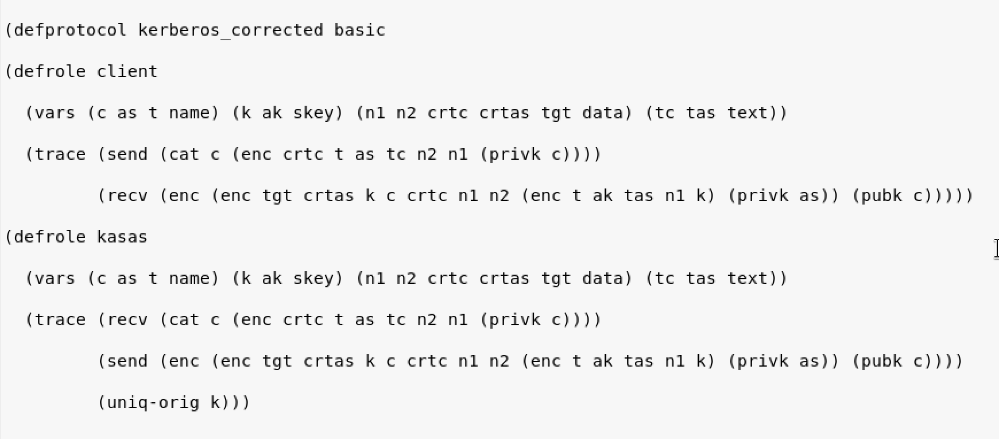 (defprotocol kerberos_corrected basic
(defrole client
(vars (c as t name) (k ak skey) (n1 n2 crtc crtas tgt data) (tc tas text))
(trace (send (cat c (enc crtc t as tc n2 n1 (privk c))))
(recv (enc (enc tgt crtas k c crtc n1 n2 (enc t ak tas n1 k) (privk as)) (pubk c)))))
(defrole kasas
(vars (c as t name) (k ak skey) (n1 n2 crtc crtas tgt data) (tc tas text))
(trace (recv (cat c (enc crtc t as tc n2 n1 (privk c))))
(send (enc (enc tgt crtas k c crtc n1 n2 (enc t ak tas n1 k) (privk as)) (pubk c))))
(uniq-orig k)))